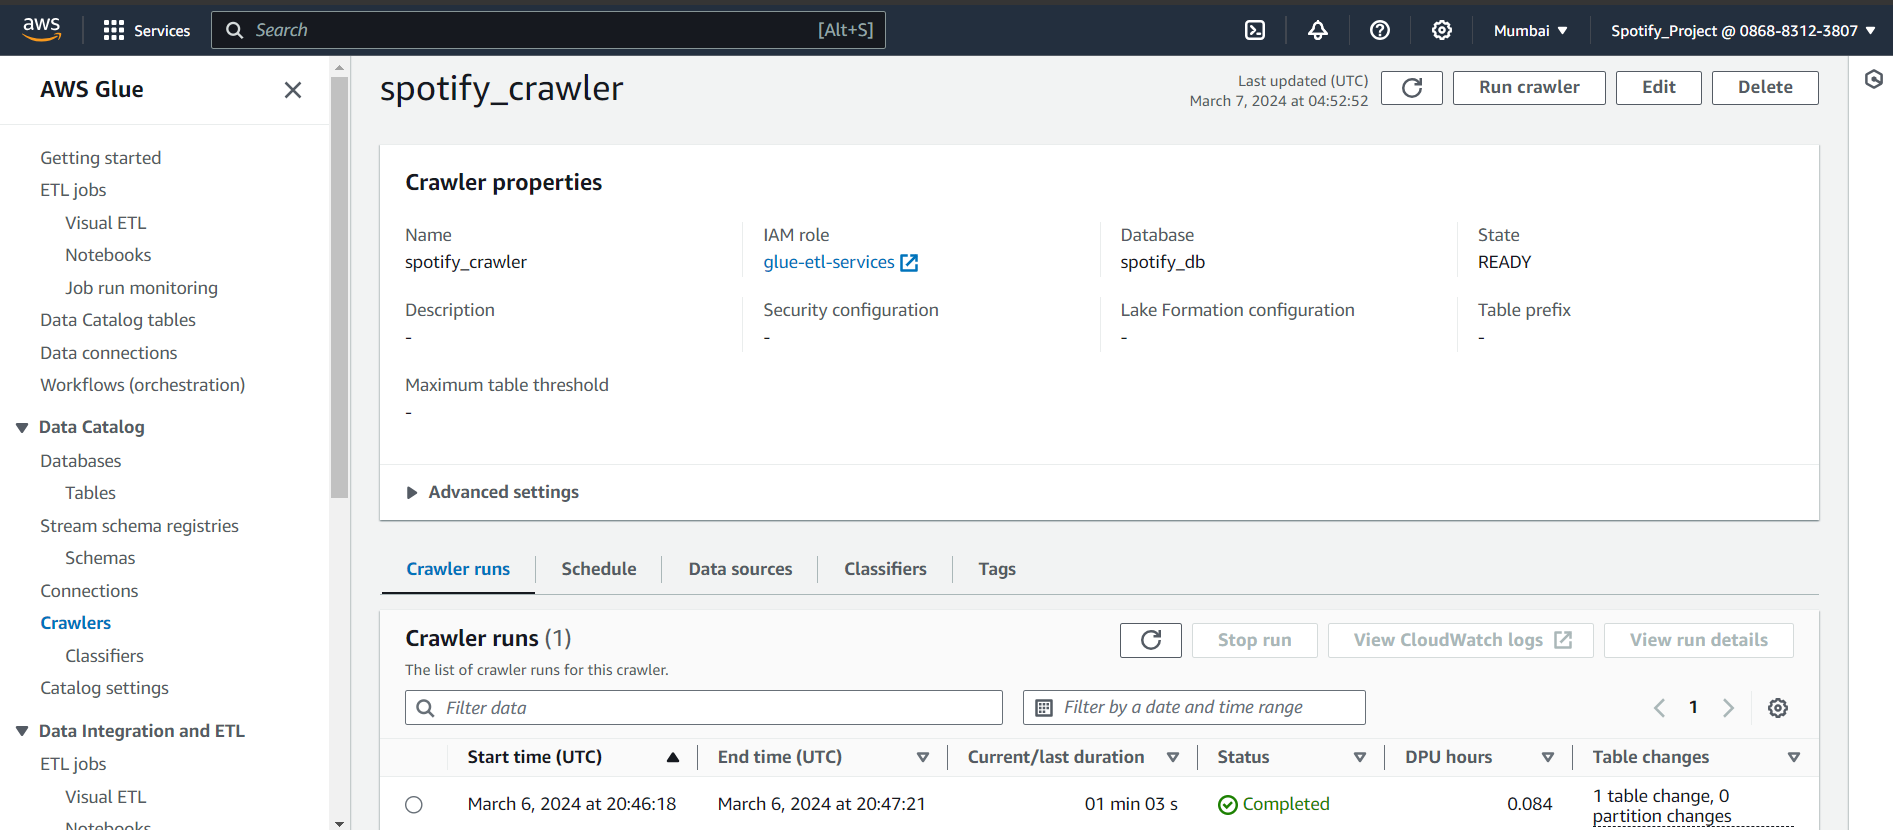 aws
Services
Search
[Alt+S]
Mumbai
Spotify_Project @ 0868-8312-3807
AWS Glue
Getting started
ETL jobs
Visual ETL
Notebooks
Job run monitoring
Data Catalog tables
Data connections
Workflows (orchestration)
Data Catalog
Databases
Tables
Stream schema registries
Schemas
Connections
Crawlers
Classifiers
Catalog settings
Data Integration and ETL
ETL jobs
Visual ETL
Notebooks
spotify_crawler
Last updated (UTC)
March 7, 2024 at 04:52:52
Run crawler
Edit
Delete
Crawler properties
Name
spotify_crawler
IAM role
glue-etl-services
Database
spotify_db
State
READY
Description
-
Security configuration
-
Lake Formation configuration
-
Table prefix
-
Maximum table threshold
-
Advanced settings
Crawler runs
Schedule
Data sources
Classifiers
Tags
Crawler runs (1)
The list of crawler runs for this crawler.
Stop run
View CloudWatch logs
View run details
Filter data
Filter by a date and time range
1
Start time (UTC)
End time (UTC)
Current/last duration
Status
DPU hours
Table changes
March 6, 2024 at 20:46:18
March 6, 2024 at 20:47:21
01 min 03 s
Completed
0.084
1 table change, 0
partition changes